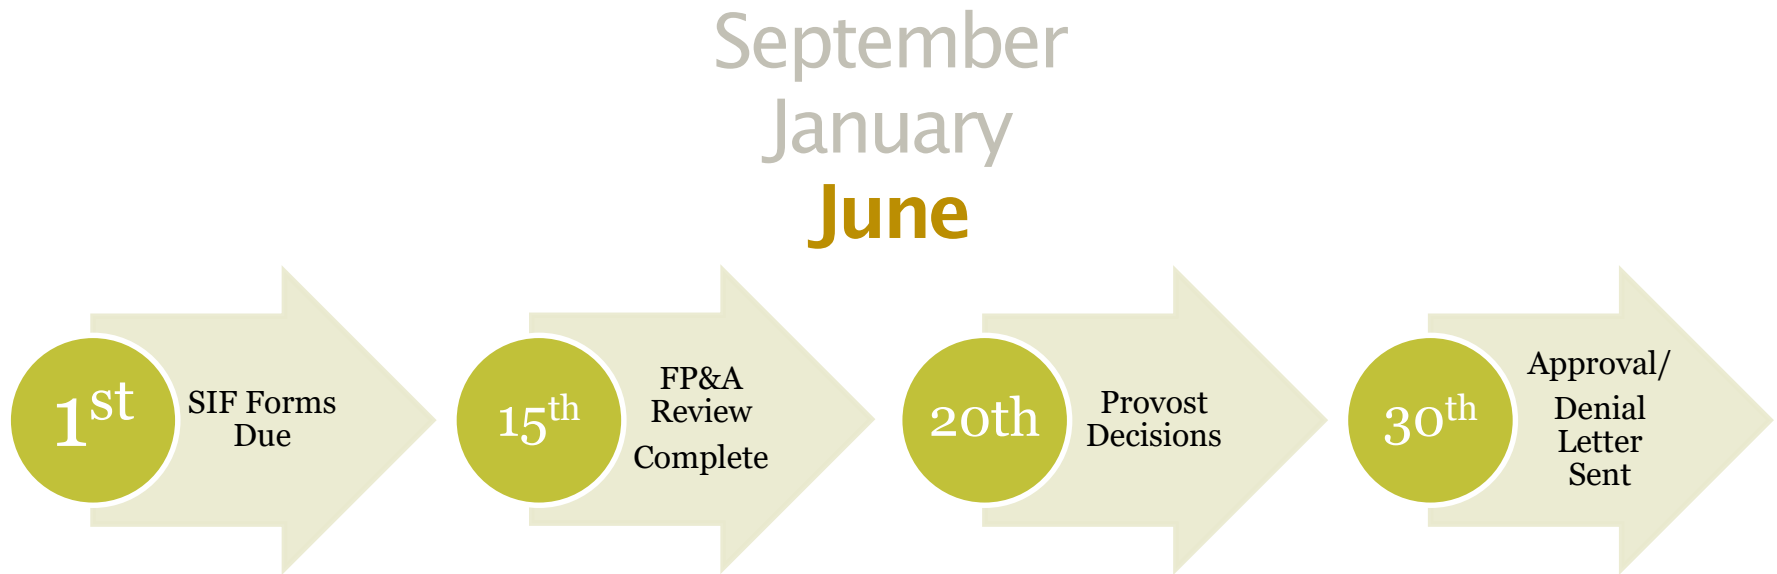 September
January
June
1st
SIF Forms
Due
15th
FP&A
Review
Complete
20th
Provost
Decisions
30th
Approval/
Denial
Letter
Sent